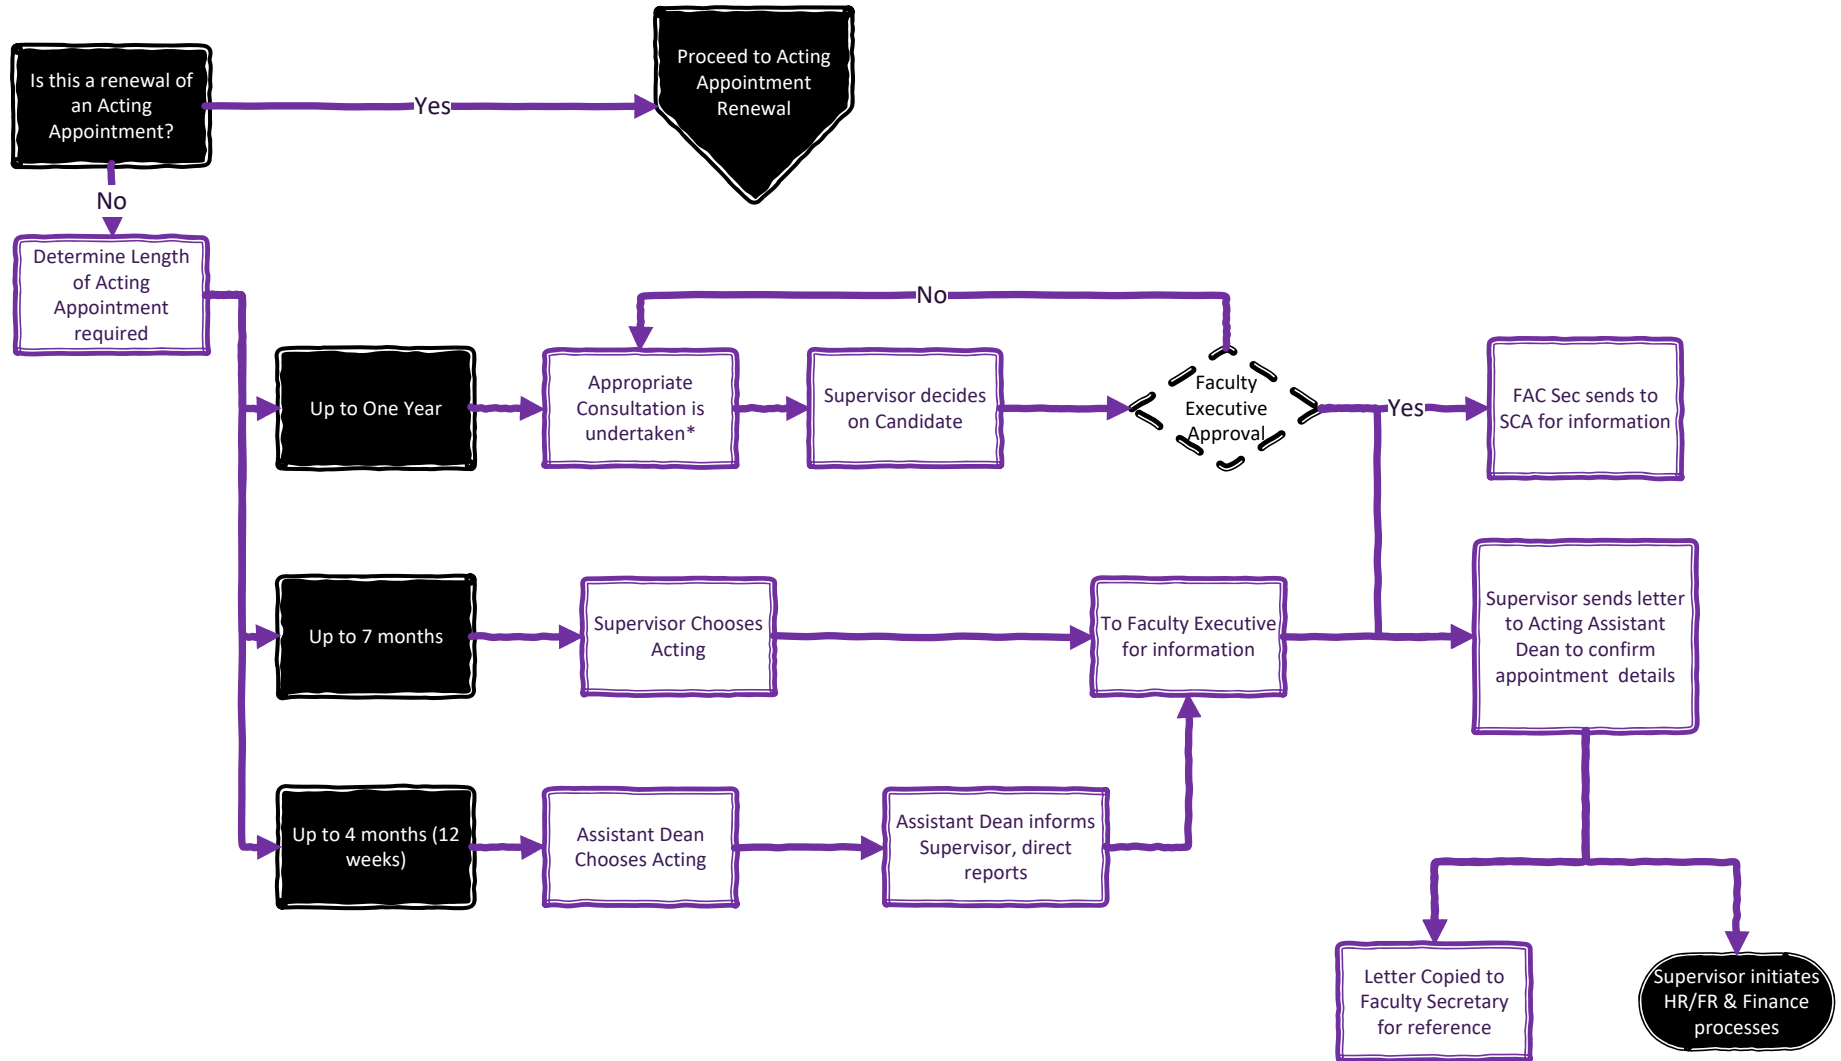 Is this a renewal of
an Acting
Appointment?
Yes
Proceed to Acting
Appointment
Renewal
No
Determine Length
of Acting
Appointment
required
No
Up to One Year
Appropriate
Consultation is
undertaken*
Supervisor decides
on Candidate
Faculty
Executive
Approval
Yes
FAC Sec sends to
SCA for information
Up to 7 months
Supervisor Chooses
Acting
To Faculty Executive
for information
Supervisor sends letter
to Acting Assistant
Dean to confirm
appointment details
Up to 4 months (12
weeks)
Assistant Dean
Chooses Acting
Assistant Dean informs
Supervisor, direct
reports
Letter Copied to
Faculty Secretary
for reference
Supervisor initiates
HR/FR & Finance
processes